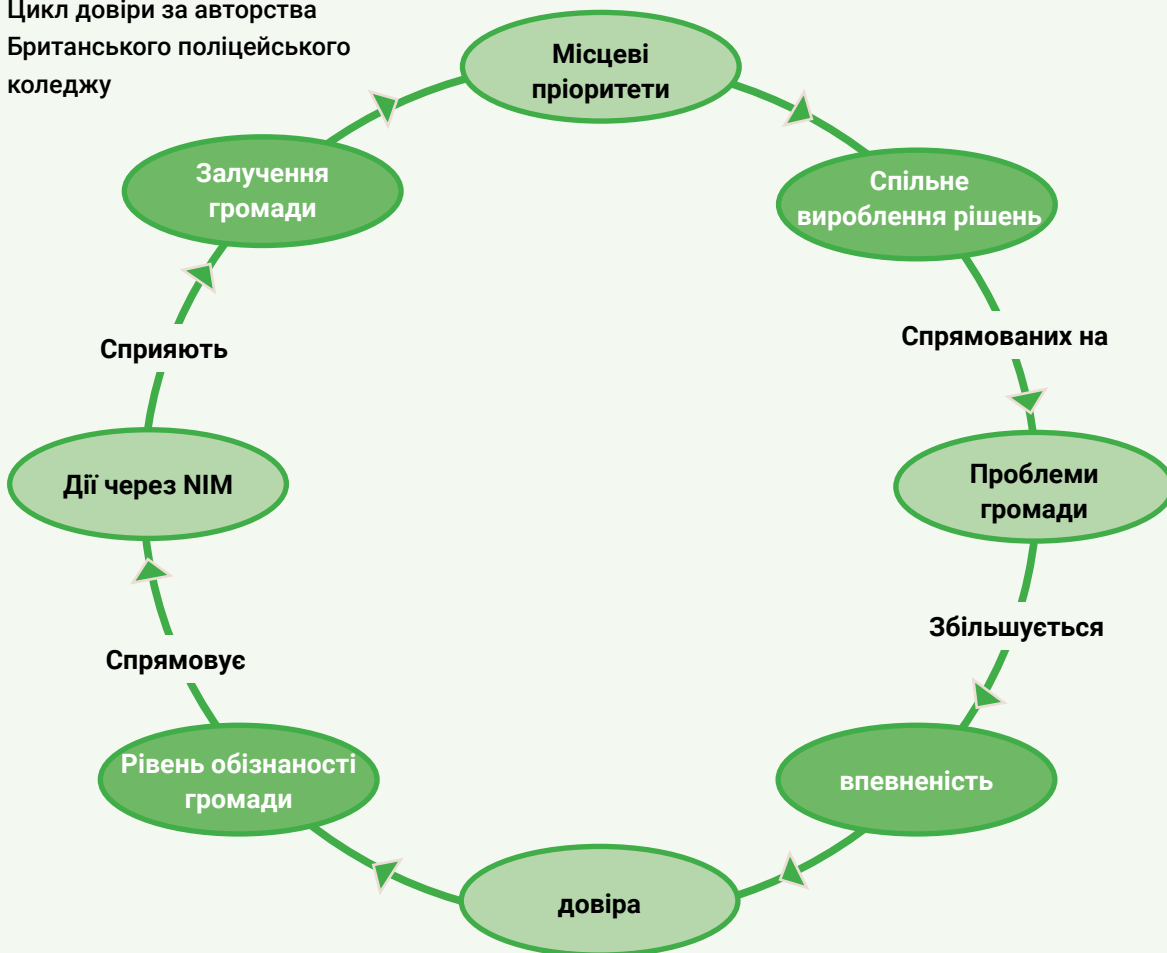 Цикл довіри за авторства
Британського поліцейського
коледжу
Місцеві
пріоритети
Спільне
вироблення рішень
Спрямованих на
Проблеми
громади
Збільшується
впевненість
довіра
Рівень обізнаності
громади
Спрямовує
Дії через NIM
Сприяють
Залучення
громади